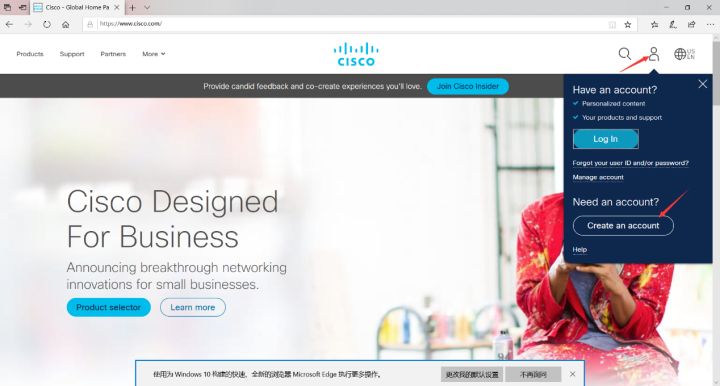 Cisco - Global Home Pa
https://www.cisco.com/
Products Support Partners More
CISCO
US
EN
Provide candid feedback and co-create experiences you'll love. Join Cisco Insider
Have an account?
Personalized content
Your products and support
Log In
Forgot your user ID and/or password?
Manage account
Need an account?
Create an account
Help
Cisco Designed
For Business
Announcing breakthrough networking
innovations for small businesses.
Product selector Learn more
94
使用为 Windows 10 构建的快速、全新的浏览器 Microsoft Edge 执行更多操作。 更改我的默认设置 不再询问